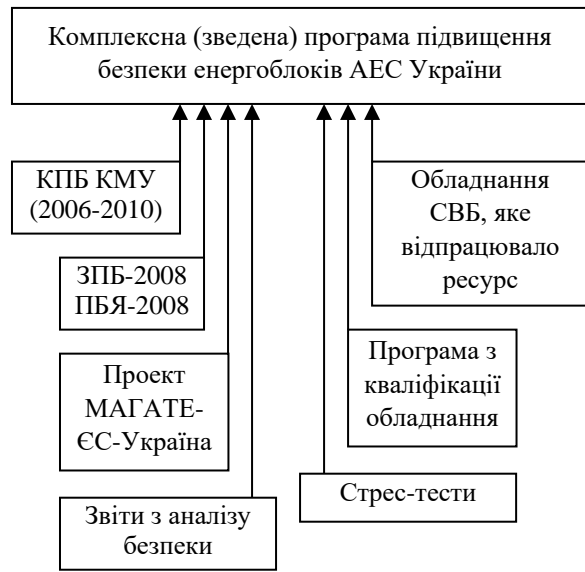 Комплексна (зведена) програма підвищення
безпеки енергоблоків АЕС України
КПБ КМУ
(2006-2010)
ЗПБ-2008
ПБЯ-2008
Проект
МАГАТЕ-
ЄС-Україна
Звіти з аналізу
безпеки
Обладнання
СВБ, яке
відпрацювало
ресурс
Програма з
кваліфікації
обладнання
Стрес-тести